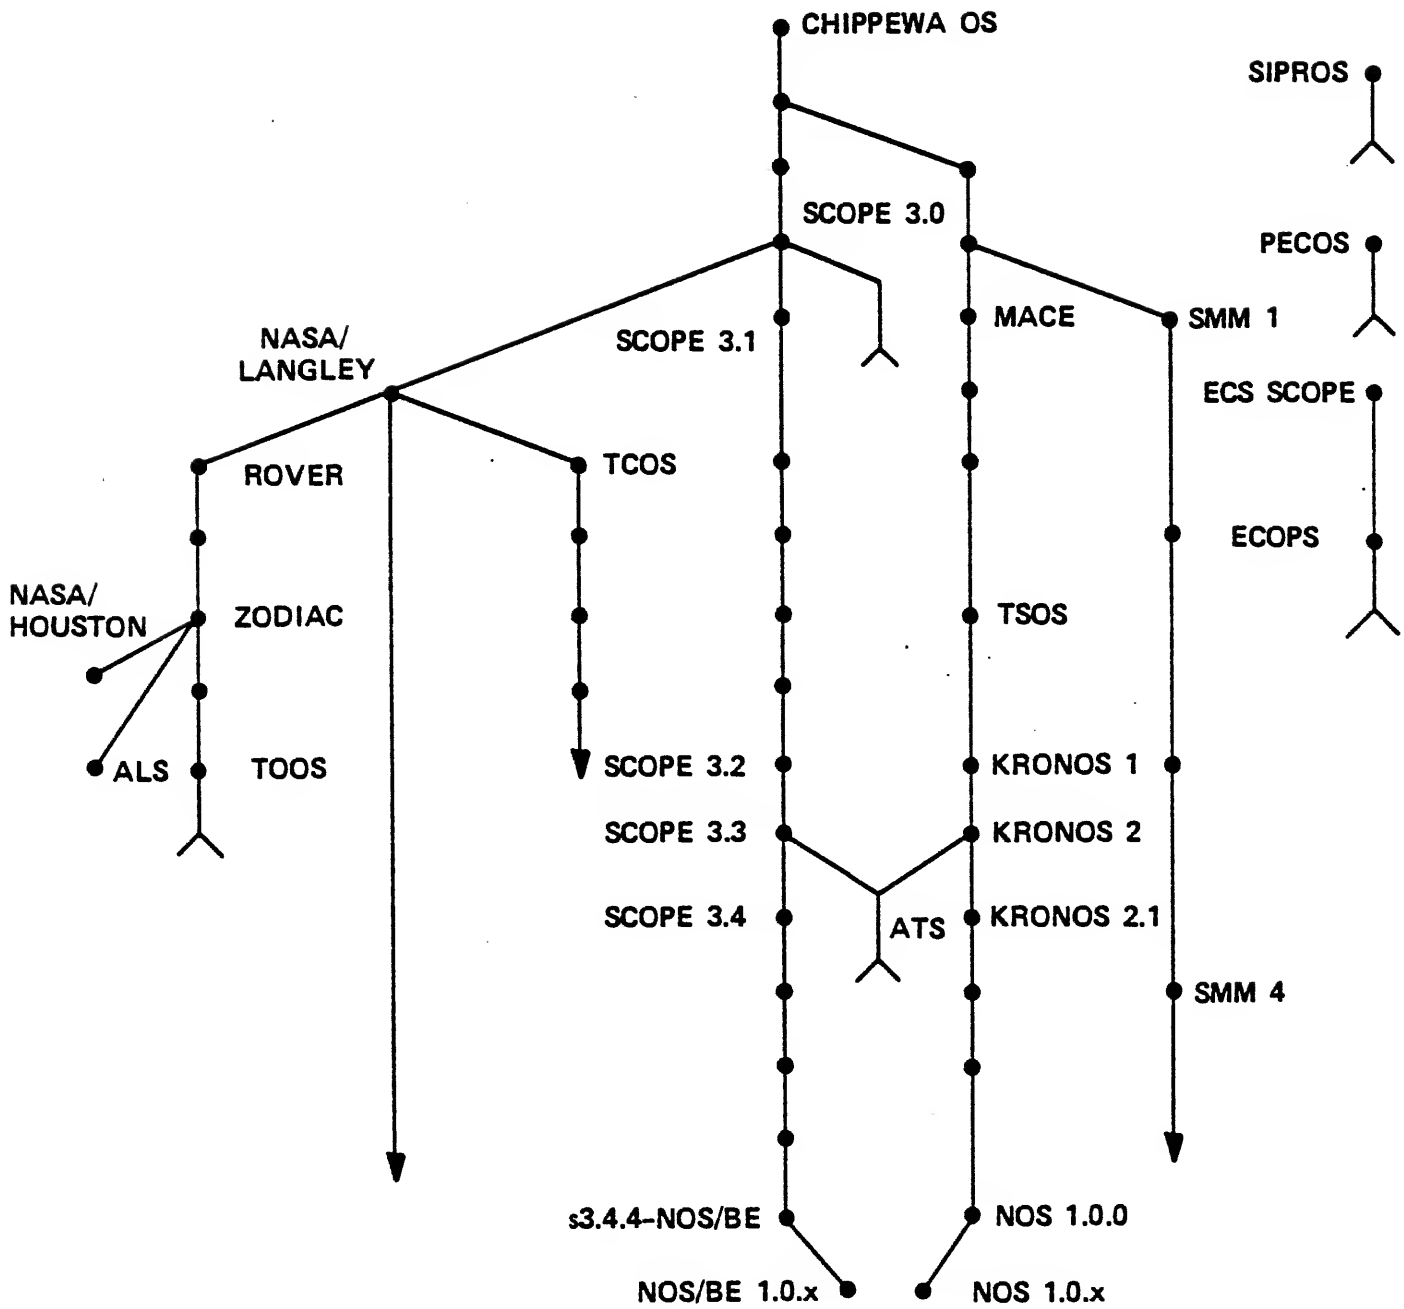 CHIPPEWA OS
SIPROS
SCOPE 3.0
PECOS
NASA/
LANGLEY
SCOPE 3.1
MACE
SMM 1
ECS SCOPE
ROVER
TCOS
ECOPS
NASA/
HOUSTON
ZODIAC
TSOS
ALS
TOOS
SCOPE 3.2
KRONOS 1
SCOPE 3.3
KRONOS 2
SCOPE 3.4
ATS
KRONOS 2.1
SMM 4
s3.4.4-NOS/BE
NOS 1.0.0
NOS/BE 1.0.x
NOS 1.0.x